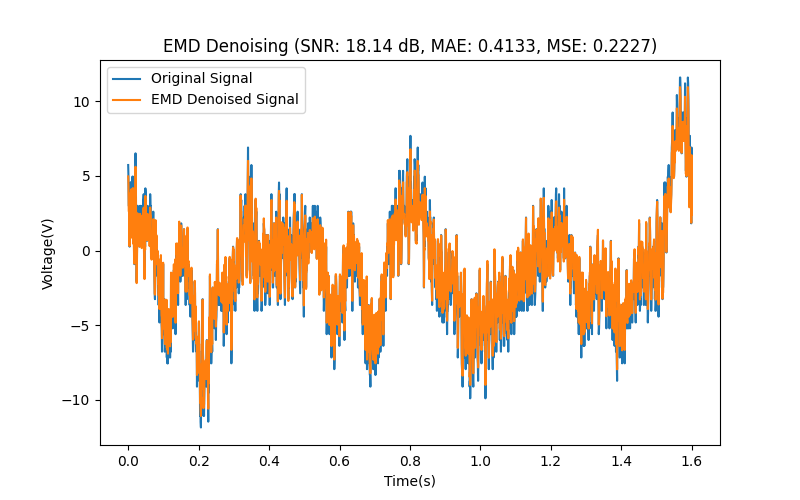 EMD Denoising (SNR: 18.14 dB, MAE: 0.4133, MSE: 0.2227)
Original Signal
EMD Denoised Signal
10
5
0
−5
−10
Voltage(V)
0.0 0.2 0.4 0.6 0.8 1.0 1.2 1.4 1.6
Time(s)